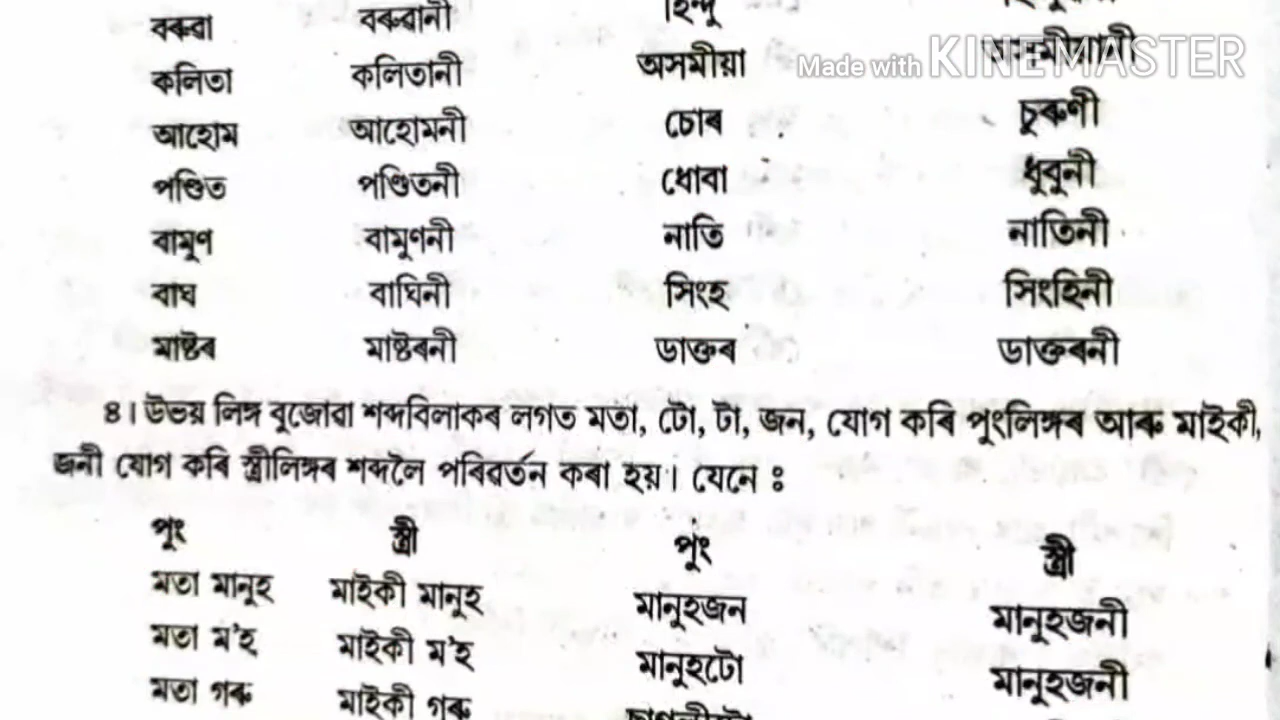 বৰুৱা বৰুৱানী হিন্দু
কলিতা কলিতানী অসমীয়া Made with KINEMASTER
আহোম আহোমনী চোৰ চুৰুণী
পণ্ডিত পণ্ডিতনী ধোবা ধুবুনী
বামুণ বামুণনী নাতি নাতিনী
বাঘ বাঘিনী সিংহ সিংহিনী
মাষ্টৰ মাষ্টৰনী ডাক্তৰ ডাক্তৰনী
৪। উভয় লিঙ্গ বুজোৱা শব্দবিলাকৰ লগত মতা, টো, টা, জন, যোগ কৰি পুংলিঙ্গৰ আৰু মাইকী,
জনী যোগ কৰি স্ত্ৰীলিঙ্গৰ শব্দলৈ পৰিৱৰ্তন কৰা হয়। যেনে ঃ
পুং স্ত্ৰী পুং স্ত্ৰী
মতা মানুহ মাইকী মানুহ মানুহজন মানুহজনী
মতা ম'হ মাইকী ম'হ মানুহটো মানুহজনী
মতা গৰু মাইকী গৰু